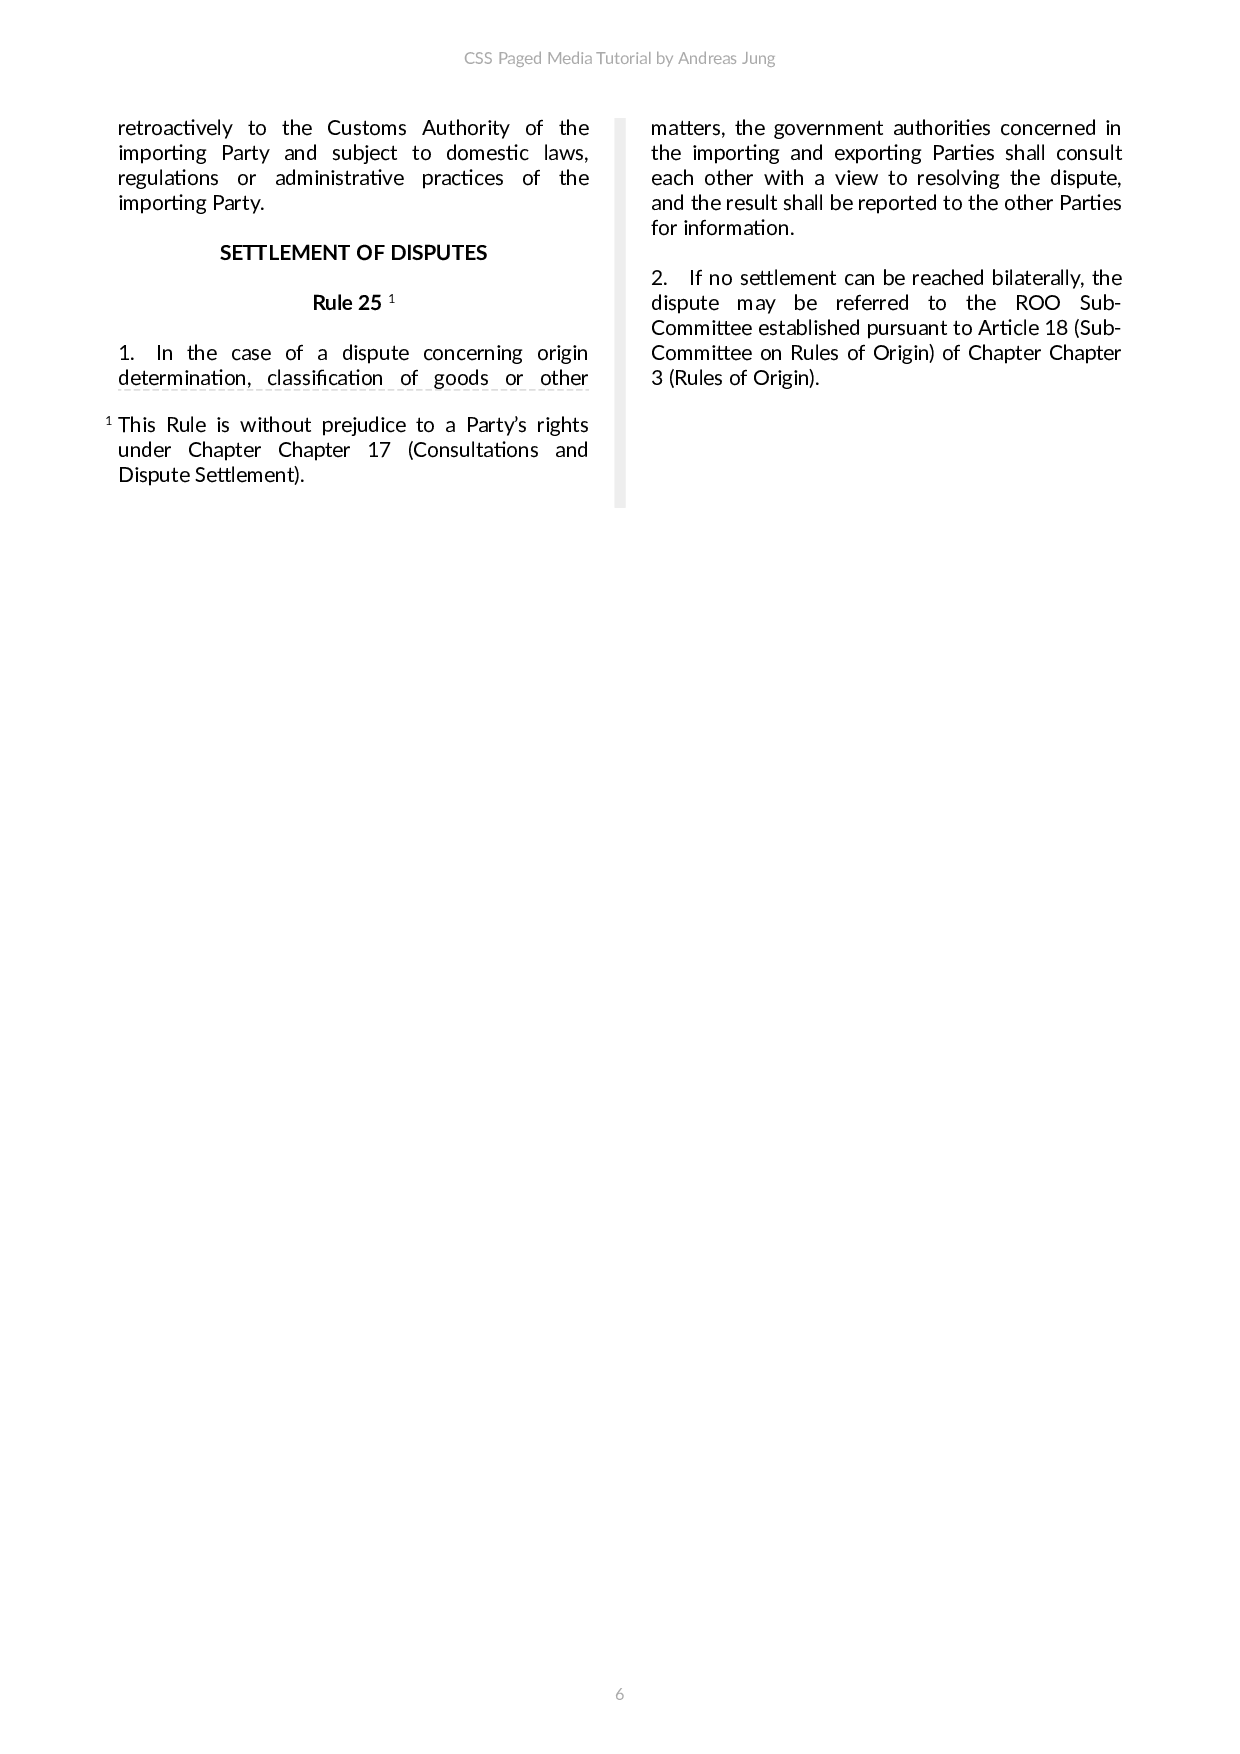 CSS Paged Media Tutorial by Andreas Jung
retroactively to the Customs Authority of the
importing Party and subject to domestic laws,
regulations or administrative practices of the
importing Party.
SETTLEMENT OF DISPUTES
Rule 25 ¹
1. In the case of a dispute concerning origin
determination, classification of goods or other
¹ This Rule is without prejudice to a Party’s rights
under Chapter Chapter 17 (Consultations and
Dispute Settlement).
matters, the government authorities concerned in
the importing and exporting Parties shall consult
each other with a view to resolving the dispute,
and the result shall be reported to the other Parties
for information.
2. If no settlement can be reached bilaterally, the
dispute may be referred to the ROO Sub-
Committee established pursuant to Article 18 (Sub-
Committee on Rules of Origin) of Chapter Chapter
3 (Rules of Origin).
6